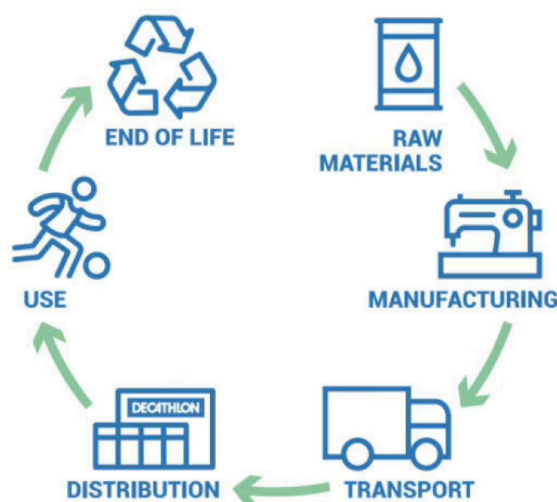 END OF LIFE
RAW
MATERIALS
USE
MANUFACTURING
DECATHLON
DISTRIBUTION
TRANSPORT